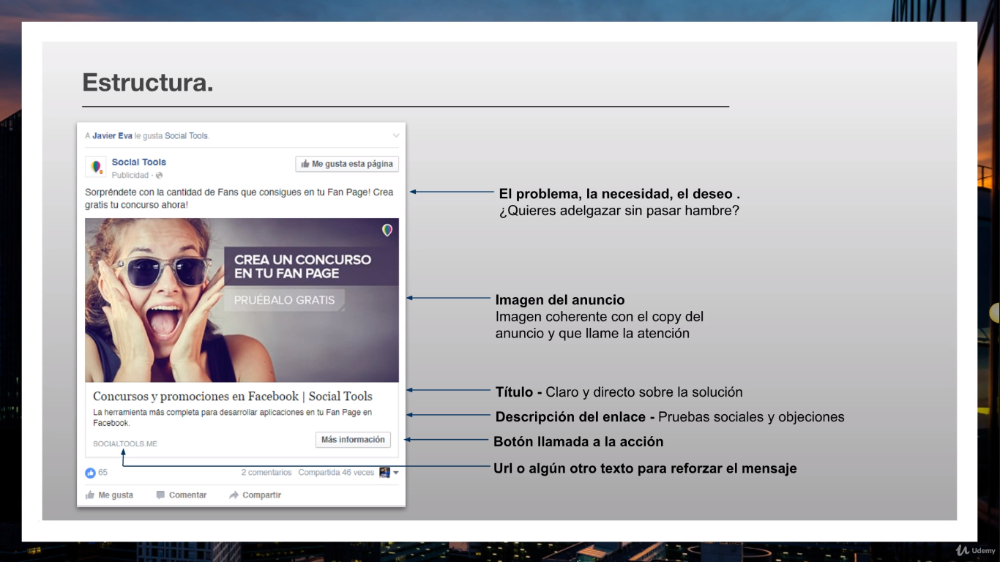 Estructura.
A Javier Eva le gusta Social Tools.
Social Tools
Publicidad ·
Me gusta esta página
Sorpréndete con la cantidad de Fans que consigues en tu Fan Page! Crea
gratis tu concurso ahora!
CREA UN CONCURSO
EN TU FAN PAGE
PRUÉBALO GRATIS
Concursos y promociones en Facebook | Social Tools
La herramienta más completa para desarrollar aplicaciones en tu Fan Page en
Facebook.
SOCIALTOOLS.ME
Más información
65
2 comentarios Compartida 46 veces
Me gusta Comentar Compartir
El problema, la necesidad, el deseo .
¿Quieres adelgazar sin pasar hambre?
Imagen del anuncio
Imagen coherente con el copy del
anuncio y que llame la atención
Título - Claro y directo sobre la solución
Descripción del enlace - Pruebas sociales y objeciones
Botón llamada a la acción
Url o algún otro texto para reforzar el mensaje
Udemy